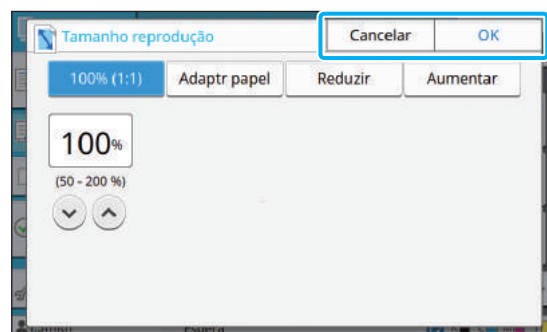 Tamanho reprodução
Cancelar
OK
100% (1:1)
Adaptr papel
Reduzir
Aumentar
100%
(50 - 200 %)